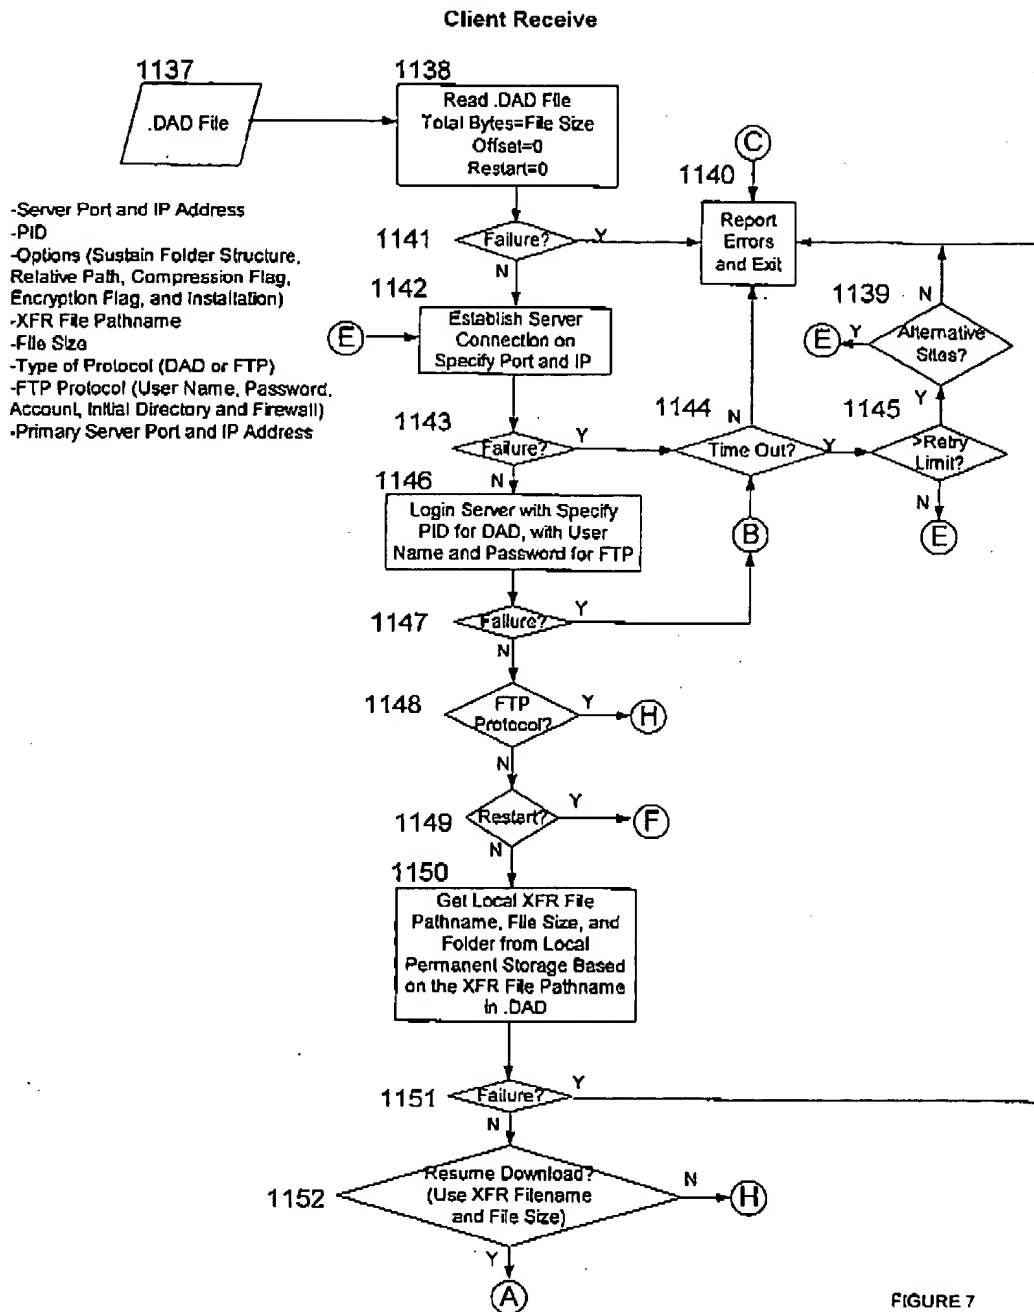 Client Receive
1137
.DAD File
1138
Read .DAD File
Total Bytes=File Size
Offset=0
Restart=0
C
1140
Report
Errors
and Exit
-Server Port and IP Address
-PID
-Options (Sustain Folder Structure,
Relative Path, Compression Flag,
Encryption Flag, and Installation)
-XFR File Pathname
-File Size
-Type of Protocol (DAD or FTP)
-FTP Protocol (User Name, Password,
Account, Initial Directory and Firewall)
-Primary Server Port and IP Address
1141
Failure?
Y
N
1142
E
Establish Server
Connection on
Specify Port and IP
1139
N
Alternative
Sites?
Y
E
1143
Failure?
Y
N
1144
N
Time Out?
Y
1145
Y
>Retry
Limit?
N
E
1146
Login Server with Specify
PID for DAD, with User
Name and Password for FTP
B
1147
Failure?
Y
N
1148
FTP
Protocol?
Y
H
N
1149
Restart?
Y
F
N
1150
Get Local XFR File
Pathname, File Size, and
Folder from Local
Permanent Storage Based
on the XFR File Pathname
in .DAD
1151
Failure?
Y
N
1152
Resume Download?
(Use XFR Filename
and File Size)
N
H
Y
A
FIGURE 7